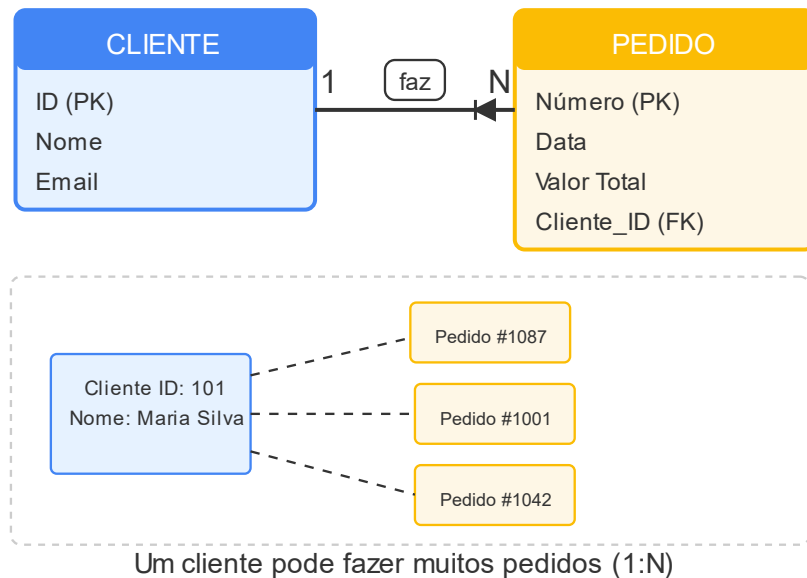 CLIENTE
ID (PK)
Nome
Email
1
faz
N
PEDIDO
Número (PK)
Data
Valor Total
Cliente_ID (FK)
Cliente ID: 101
Nome: Maria Silva
Pedido #1087
Pedido #1001
Pedido #1042
Um cliente pode fazer muitos pedidos (1:N)